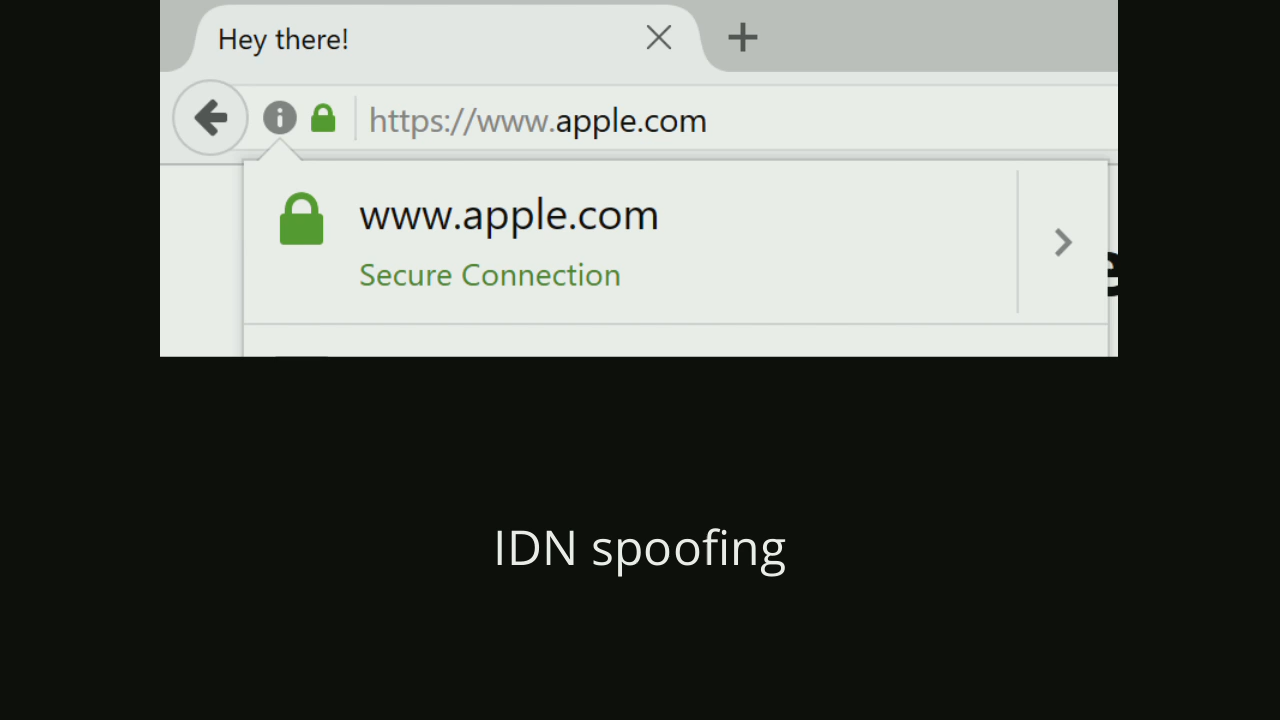 Hey there!
https://www.apple.com
www.apple.com
Secure Connection
IDN spoofing